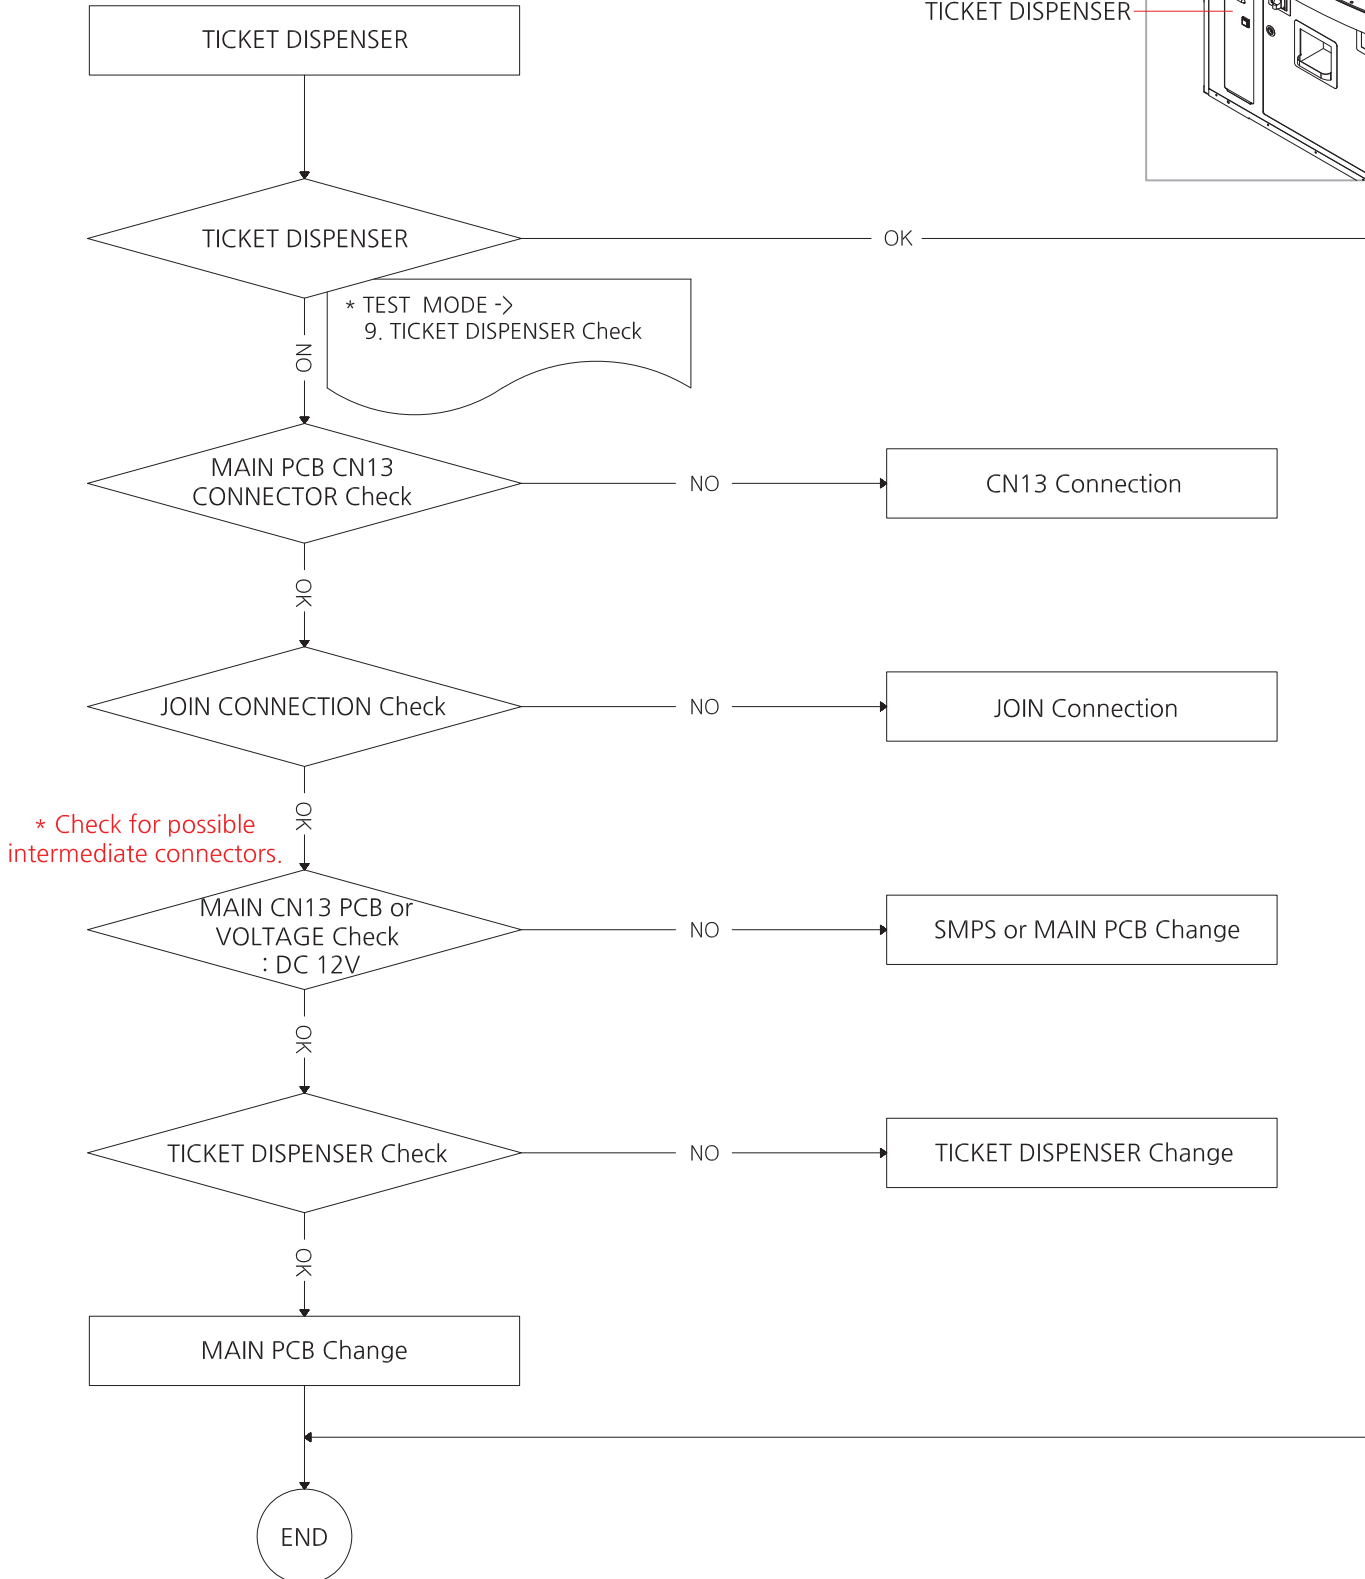 TICKET DISPENSER
TICKET DISPENSER
TICKET DISPENSER
OK
* TEST MODE ->
9. TICKET DISPENSER Check
NO
MAIN PCB CN13
CONNECTOR Check
NO
CN13 Connection
OK
JOIN CONNECTION Check
NO
JOIN Connection
OK
* Check for possible
intermediate connectors.
MAIN CN13 PCB or
VOLTAGE Check
: DC 12V
NO
SMPS or MAIN PCB Change
OK
TICKET DISPENSER Check
NO
TICKET DISPENSER Change
OK
MAIN PCB Change
END